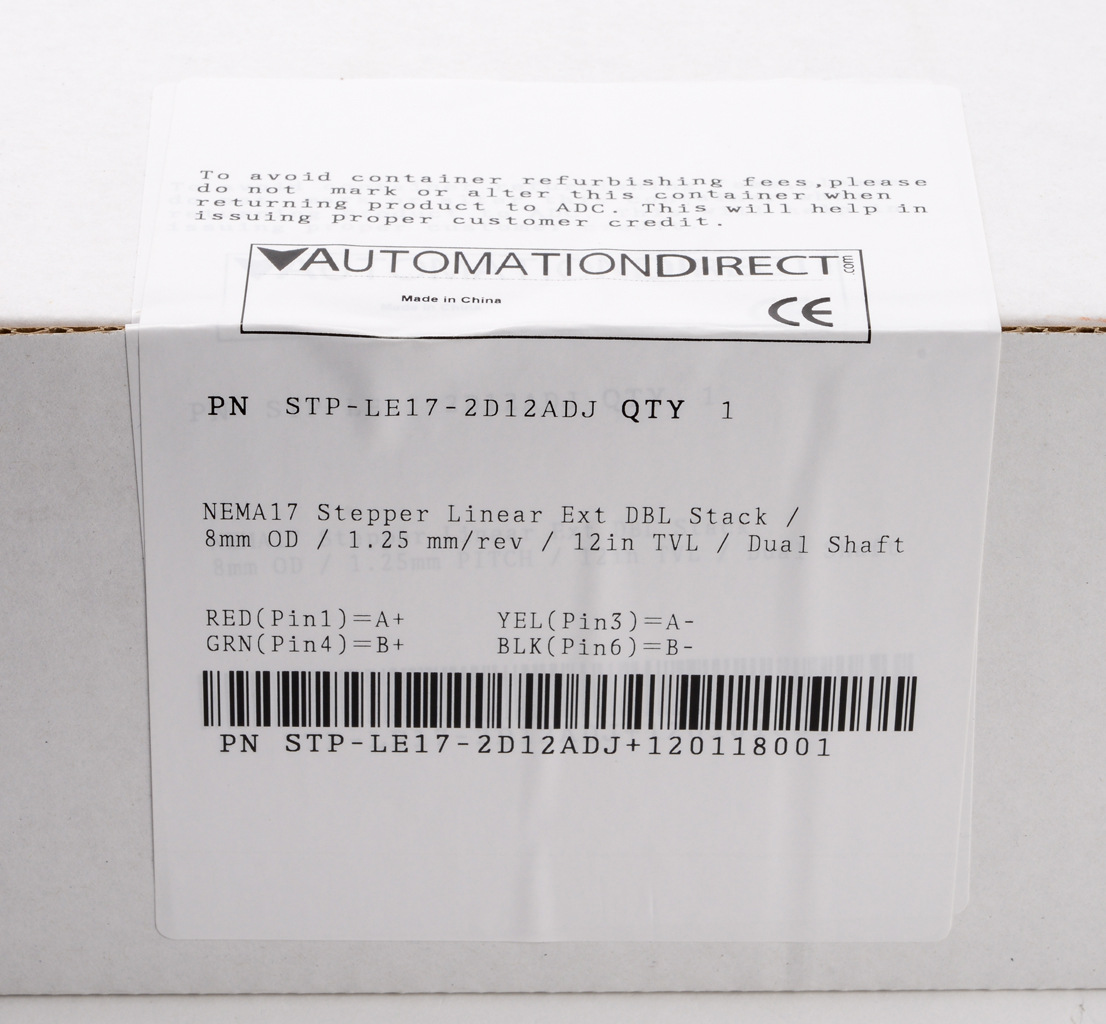 To avoid container refurbishing fees,please
do not mark or alter this container when
returning product to ADC. This will help in
issuing proper customer credit.
AUTOMATIONDIRECT.com
Made in China
CE
PN STP-LE17-2D12ADJ QTY 1
NEMA17 Stepper Linear Ext DBL Stack /
8mm OD / 1.25 mm/rev / 12in TVL / Dual Shaft
RED(Pin1)=A+ YEL(Pin3)=A-
GRN(Pin4)=B+ BLK(Pin6)=B-
PN STP-LE17-2D12ADJ+120118001